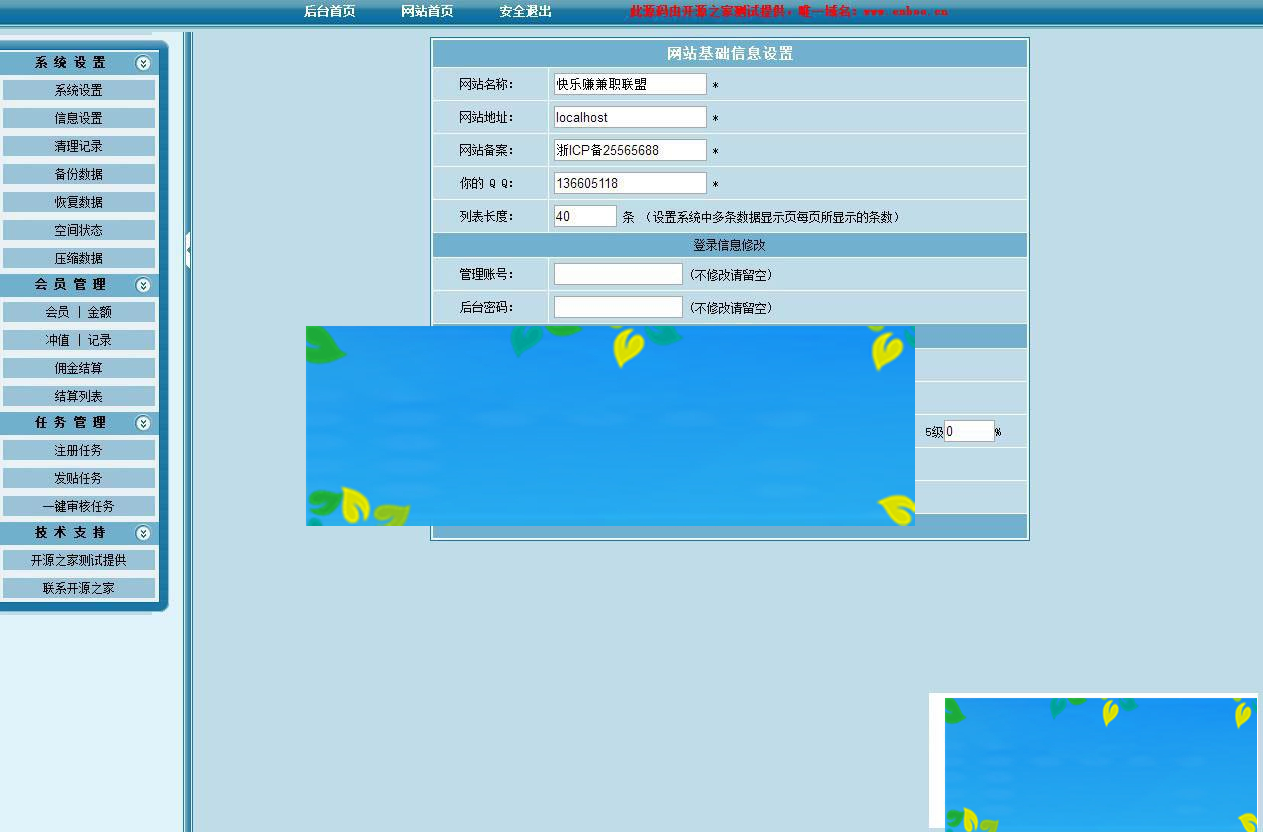 后台首页 网站首页 安全退出 此源码由开源之家测试提供，唯一域名：www.enhoo.cn
系统设置
系统设置
信息设置
清理记录
备份数据
恢复数据
空间状态
压缩数据
会员管理
会员 | 金额
冲值 | 记录
佣金结算
结算列表
任务管理
注册任务
发贴任务
一键审核任务
技术支持
开源之家测试提供
联系开源之家
网站基础信息设置
网站名称： 快乐赚兼职联盟 *
网站地址： localhost *
网站备案： 浙ICP备25565688 *
你的 Q Q： 136605118 *
列表长度： 40 条 （设置系统中多条数据显示页每页所显示的条数）
登录信息修改
管理账号： (不修改请留空)
后台密码： (不修改请留空)
5级 0 %